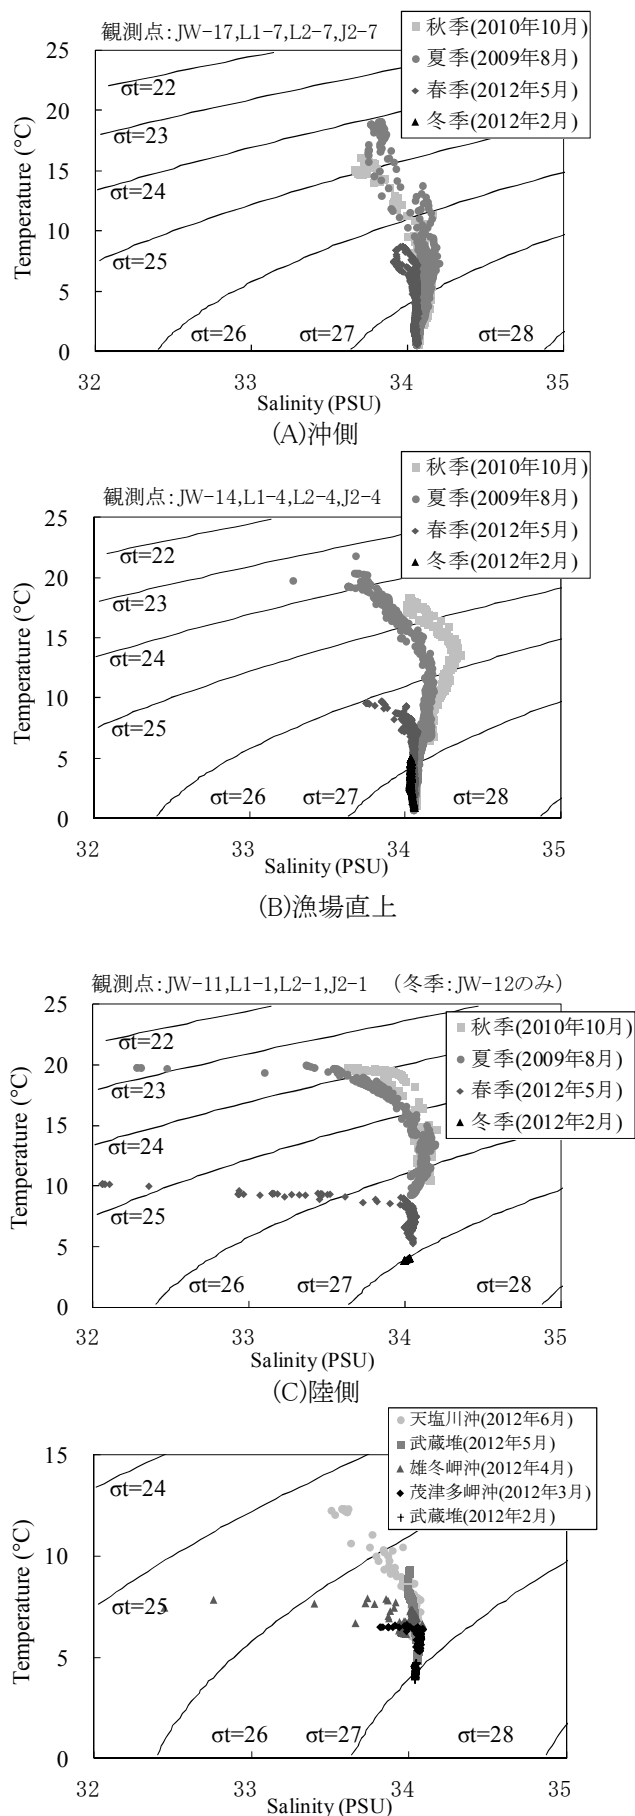 観測点:JW-17,L1-7,L2-7,J2-7
秋季(2010年10月)
夏季(2009年8月)
春季(2012年5月)
冬季(2012年2月)
25
20
15
10
5
0
Temperature (°C)
σt=22
σt=23
σt=24
σt=25
σt=26
σt=27
σt=28
32
33
34
35
Salinity (PSU)
(A)沖側
観測点:JW-14,L1-4,L2-4,J2-4
秋季(2010年10月)
夏季(2009年8月)
春季(2012年5月)
冬季(2012年2月)
25
20
15
10
5
0
Temperature (°C)
σt=22
σt=23
σt=24
σt=25
σt=26
σt=27
σt=28
32
33
34
35
Salinity (PSU)
(B)漁場直上
観測点:JW-11,L1-1,L2-1,J2-1 (冬季:JW-12のみ)
秋季(2010年10月)
夏季(2009年8月)
春季(2012年5月)
冬季(2012年2月)
25
20
15
10
5
0
Temperature (°C)
σt=22
σt=23
σt=24
σt=25
σt=26
σt=27
σt=28
32
33
34
35
Salinity (PSU)
(C)陸側
天塩川沖(2012年6月)
武蔵堆(2012年5月)
雄冬岬沖(2012年4月)
茂津多岬沖(2012年3月)
武蔵堆(2012年2月)
15
10
5
0
Temperature (°C)
σt=24
σt=25
σt=26
σt=27
σt=28
32
33
34
35
Salinity (PSU)